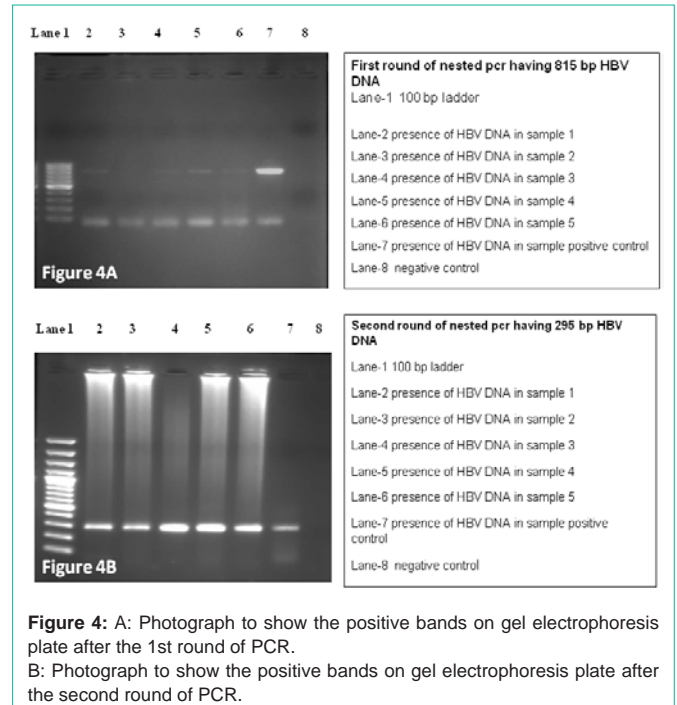 Lane 1 2 3 4 5 6 7 8
Figure 4A
First round of nested pcr having 815 bp HBV
DNA
Lane-1 100 bp ladder
Lane-2 presence of HBV DNA in sample 1
Lane-3 presence of HBV DNA in sample 2
Lane-4 presence of HBV DNA in sample 3
Lane-5 presence of HBV DNA in sample 4
Lane-6 presence of HBV DNA in sample 5
Lane-7 presence of HBV DNA in sample positive control
Lane-8 negative control
Lane 1 2 3 4 5 6 7 8
Figure 4B
Second round of nested pcr having 295 bp HBV
DNA
Lane-1 100 bp ladder
Lane-2 presence of HBV DNA in sample 1
Lane-3 presence of HBV DNA in sample 2
Lane-4 presence of HBV DNA in sample 3
Lane-5 presence of HBV DNA in sample 4
Lane-6 presence of HBV DNA in sample 5
Lane-7 presence of HBV DNA in sample positive
control
Lane-8 negative control
Figure 4: A: Photograph to show the positive bands on gel electrophoresis
plate after the 1st round of PCR.
B: Photograph to show the positive bands on gel electrophoresis plate after
the second round of PCR.